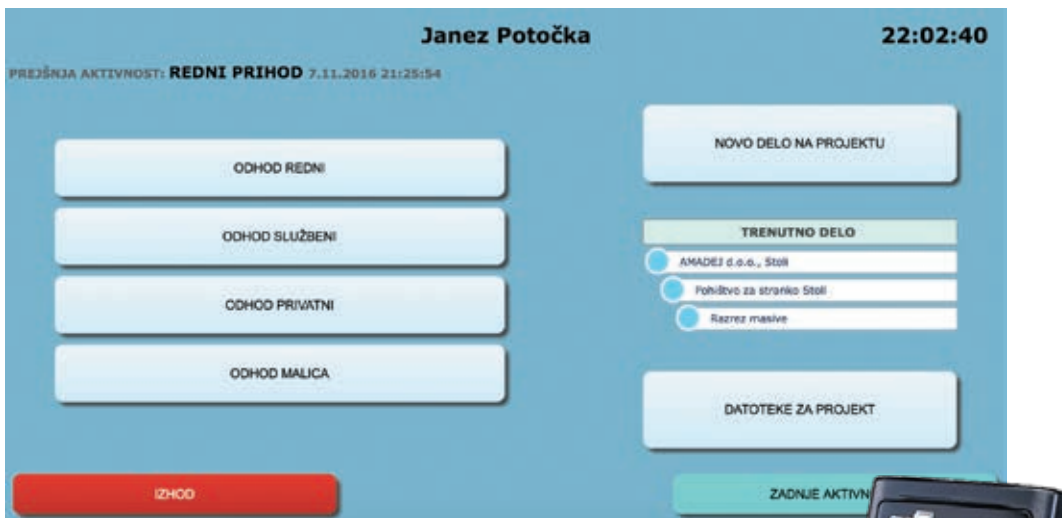 Janez Potočka
22:02:40
PREJŠNJA AKTIVNOST: REDNI PRIHOD 7.11.2016 21:25:54
ODHOD REDNI
ODHOD SLUŽBENI
ODHOD PRIVATNI
ODHOD MALICA
IZHOD
NOVO DELO NA PROJEKTU
TRENUTNO DELO
AMADEJ d.o.o., Stoli
Pohištvo za stranko Stoli
Razrez masive
DATOTEKE ZA PROJEKT
ZADNJE AKTIVN